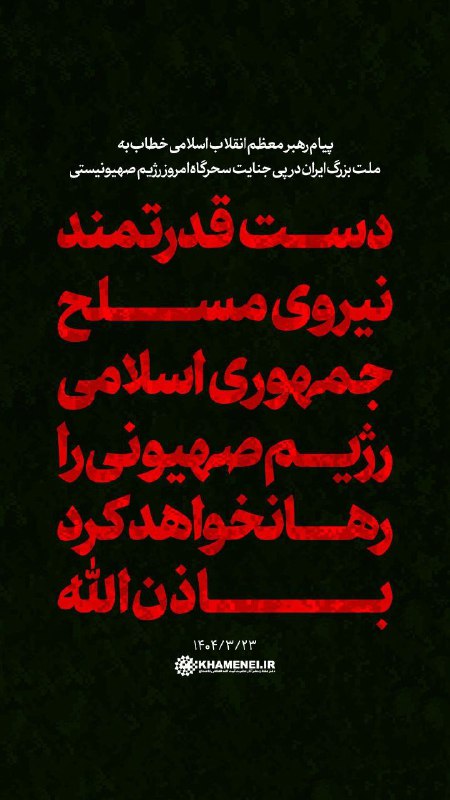 پیام رهبر معظم انقلاب اسلامی خطاب به
ملت بزرگ ایران در پی جنایت سحرگاه امروز رژیم صهیونیستی
دست قدرتمند
نیروی مسلح
جمهوری اسلامی
رژیم صهیونی را
رها نخواهد کرد
باذن الله
۱۴۰۴/۳/۲۳
KHAMENEI.IR